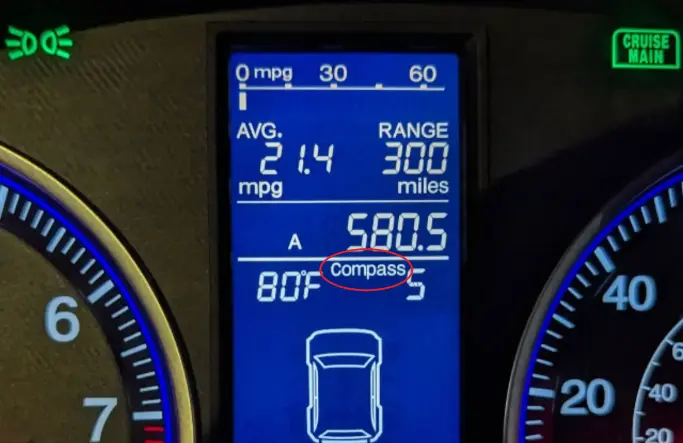 CRUISE
MAIN
0 mpg 30 60
AVG. RANGE
21.4 300
mpg miles
A 580.5
Compass
80°F S
6
7
40
20
40
20